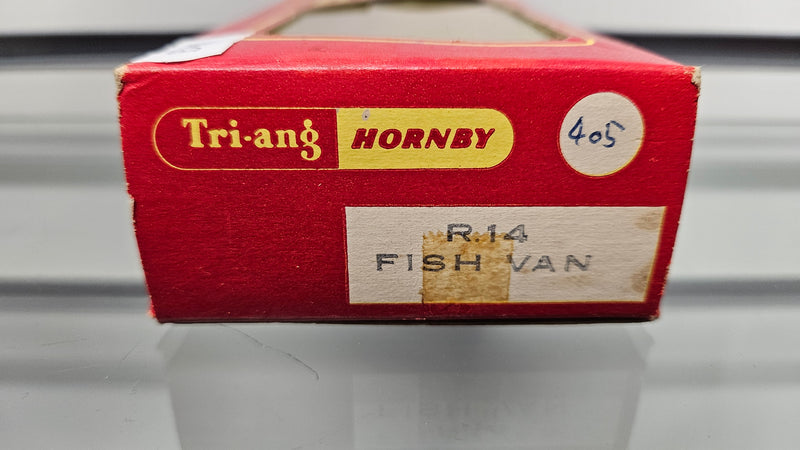 Tri-ang HORNBY
405
R.14
FISH VAN